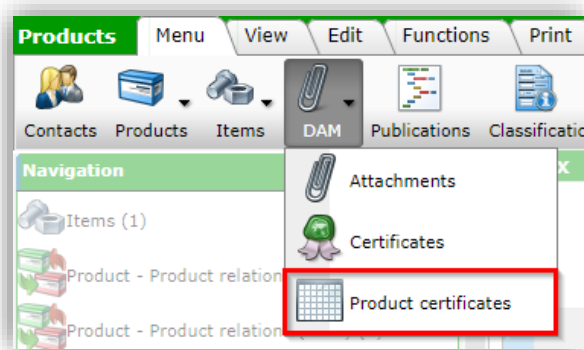 Products Menu View Edit Functions Print
Contacts Products Items DAM Publications Classificatio
Navigation
x
Attachments
Items (1)
Certificates
Product - Product relation
Product certificates
Product - Product relation